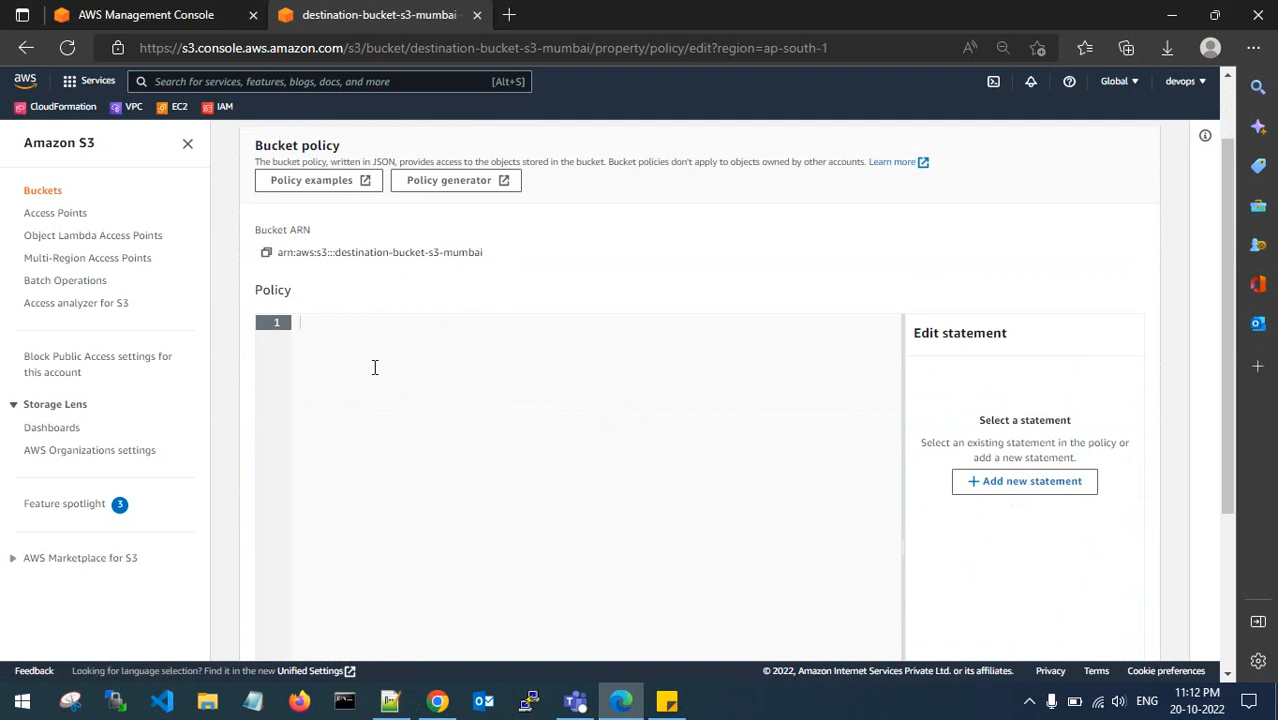 AWS Management Console
destination-bucket-s3-mumbai
https://s3.console.aws.amazon.com/s3/bucket/destination-bucket-s3-mumbai/property/policy/edit?region=ap-south-1
aws
Services
Search for services, features, blogs, docs, and more
[Alt+S]
Global
devops
CloudFormation
VPC
EC2
IAM
Amazon S3
Buckets
Access Points
Object Lambda Access Points
Multi-Region Access Points
Batch Operations
Access analyzer for S3
Block Public Access settings for
this account
Storage Lens
Dashboards
AWS Organizations settings
Feature spotlight 3
AWS Marketplace for S3
Bucket policy
The bucket policy, written in JSON, provides access to the objects stored in the bucket. Bucket policies don't apply to objects owned by other accounts. Learn more
Policy examples
Policy generator
Bucket ARN
arn:aws:s3:::destination-bucket-s3-mumbai
Policy
1
Edit statement
Select a statement
Select an existing statement in the policy or
add a new statement.
+ Add new statement
Feedback
Looking for language selection? Find it in the new Unified Settings
© 2022, Amazon Internet Services Private Ltd. or its affiliates.
Privacy
Terms
Cookie preferences
ENG
11:12 PM
20-10-2022